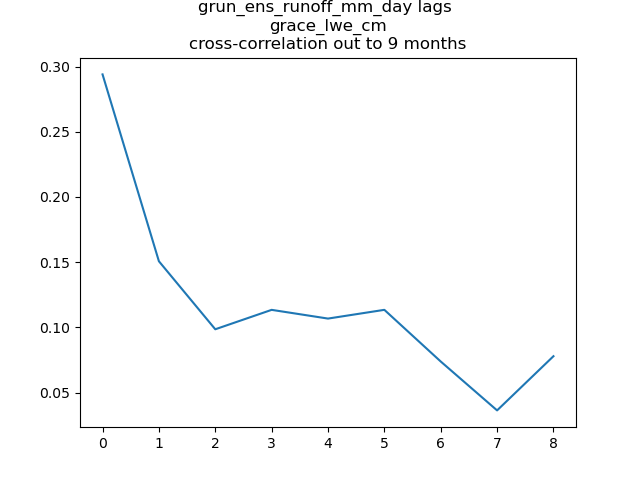 grun_ens_runoff_mm_day lags
grace_lwe_cm
cross-correlation out to 9 months
0.30
0.25
0.20
0.15
0.10
0.05
0 1 2 3 4 5 6 7 8